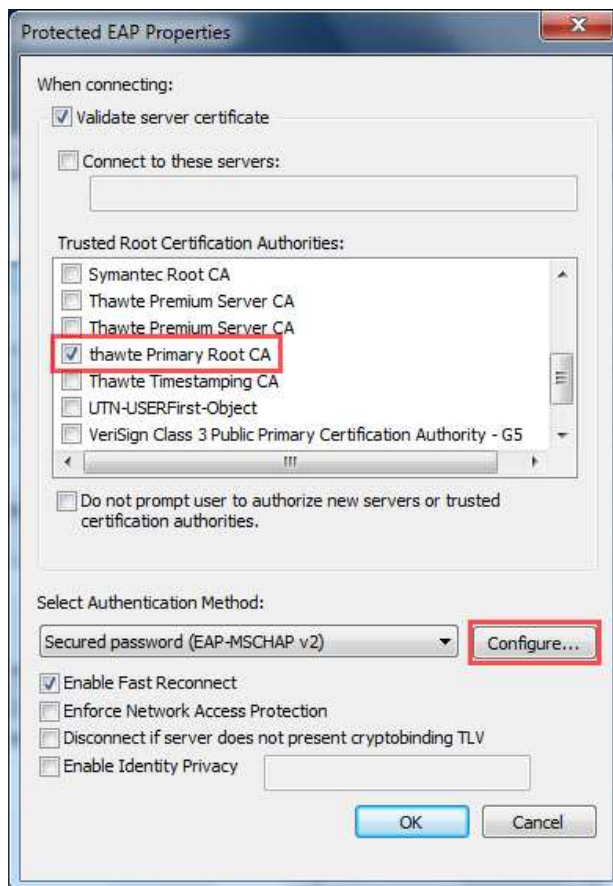 Protected EAP Properties
When connecting:
Validate server certificate
Connect to these servers:
Trusted Root Certification Authorities:
Symantec Root CA
Thawte Premium Server CA
Thawte Premium Server CA
thawte Primary Root CA
Thawte Timestamping CA
UTN-USERFirst-Object
VeriSign Class 3 Public Primary Certification Authority - G5
Do not prompt user to authorize new servers or trusted
certification authorities.
Select Authentication Method:
Secured password (EAP-MSCHAP v2)
Configure...
Enable Fast Reconnect
Enforce Network Access Protection
Disconnect if server does not present cryptobinding TLV
Enable Identity Privacy
OK
Cancel